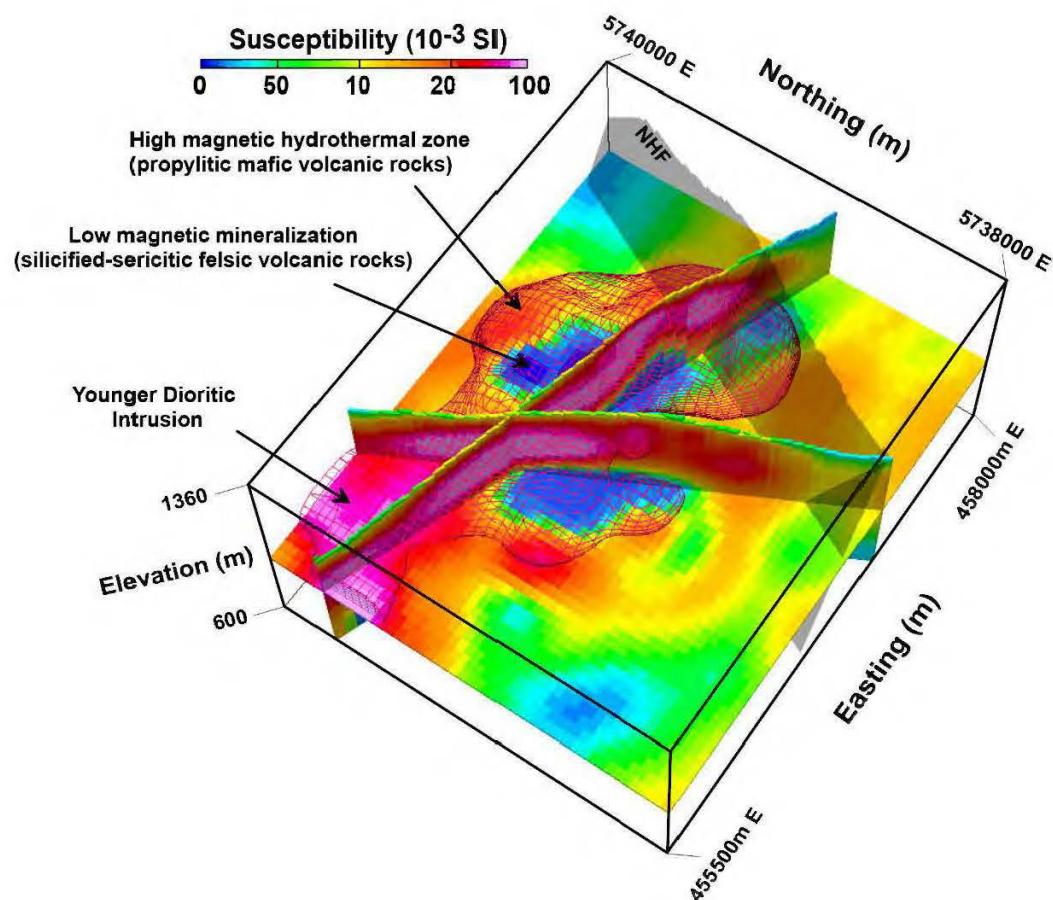 Susceptibility (10⁻³ SI)
0 50 10 20 100
High magnetic hydrothermal zone
(propylitic mafic volcanic rocks)
Low magnetic mineralization
(silicified-sericitic felsic volcanic rocks)
Younger Dioritic
Intrusion
5740000 E
Northing (m)
NHF
5738000 E
1360
Elevation (m)
600
458000m E
Easting (m)
455500m E